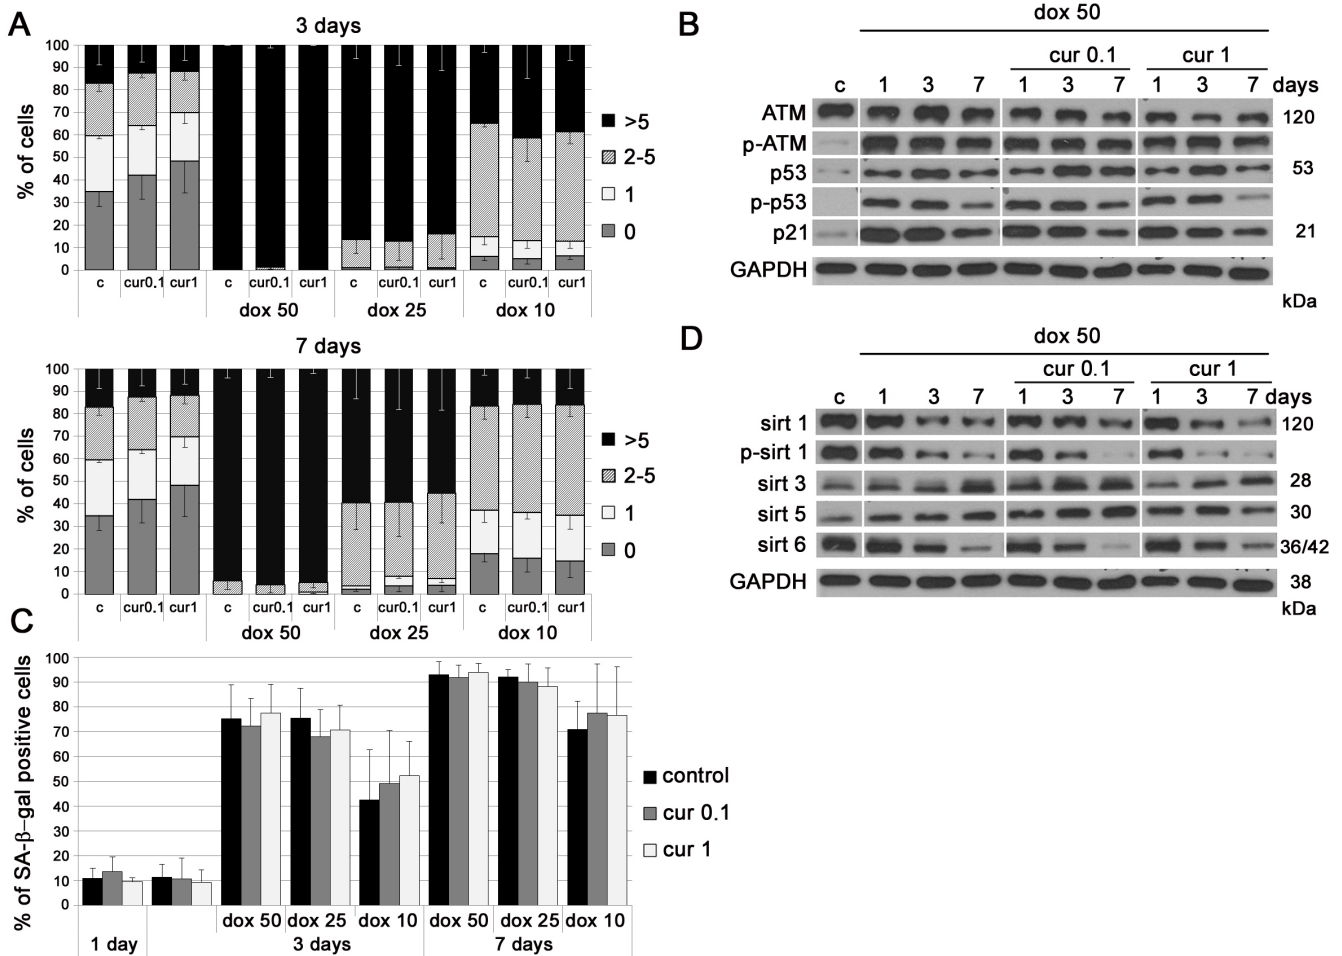 A
3 days
% of cells
100
90
80
70
60
50
40
30
20
10
0
>5
2-5
1
0
c cur0.1 cur1 c cur0.1 cur1 c cur0.1 cur1 c cur0.1 cur1
dox 50 dox 25 dox 10
7 days
% of cells
100
90
80
70
60
50
40
30
20
10
0
>5
2-5
1
0
c cur0.1 cur1 c cur0.1 cur1 c cur0.1 cur1 c cur0.1 cur1
dox 50 dox 25 dox 10
B
dox 50
cur 0.1 cur 1
c 1 3 7 1 3 7 1 3 7 days
ATM 120
p-ATM
p53 53
p-p53
p21 21
GAPDH
kDa
C
% of SA-β-gal positive cells
100
90
80
70
60
50
40
30
20
10
0
control
cur 0.1
cur 1
dox 50 dox 25 dox 10 dox 50 dox 25 dox 10
1 day 3 days 7 days
D
dox 50
cur 0.1 cur 1
c 1 3 7 1 3 7 1 3 7 days
sirt 1 120
p-sirt 1
sirt 3 28
sirt 5 30
sirt 6 36/42
GAPDH 38
kDa